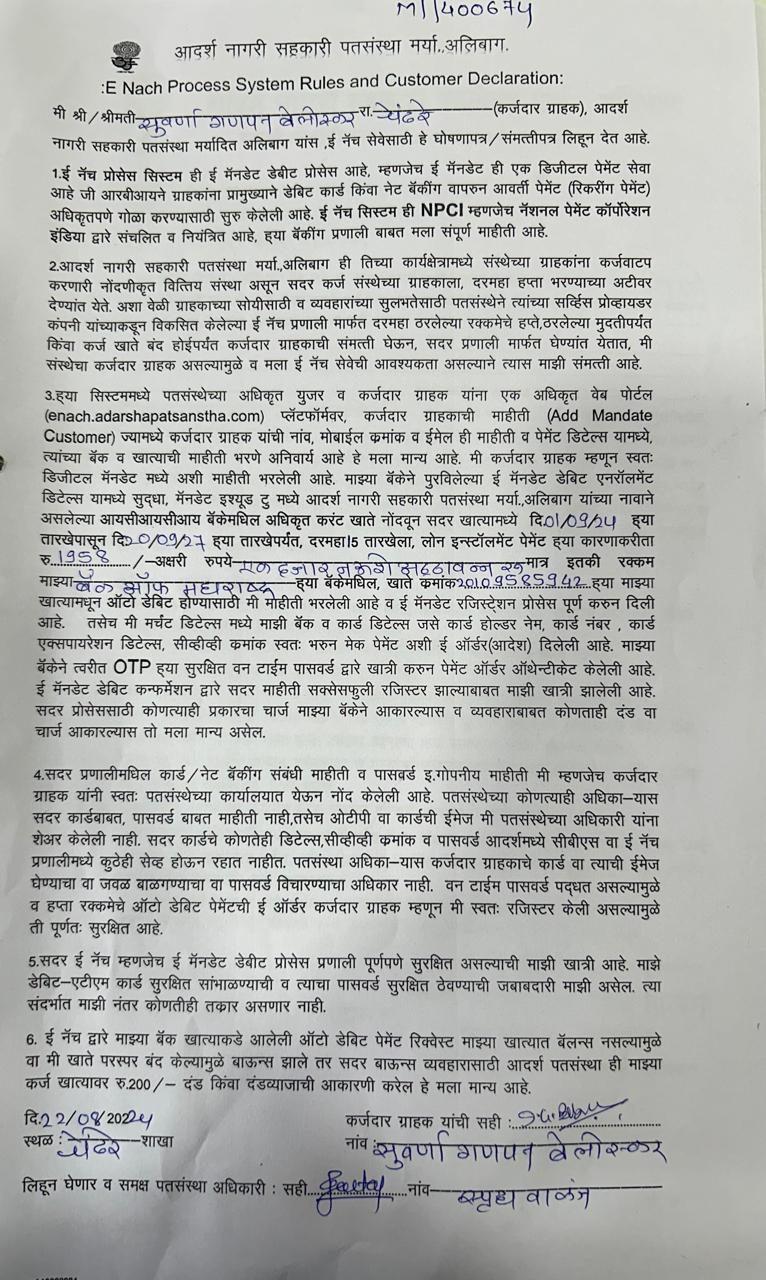 M11400674
आदर्श नागरी सहकारी पतसंस्था मर्या.,अलिबाग.
:E Nach Process System Rules and Customer Declaration:
मी श्री/श्रीमती सुवर्णा गणपत बेलोस्कर रा. चेंढरे (कर्जदार ग्राहक), आदर्श
नागरी सहकारी पतसंस्था मर्यादित अलिबाग यांस ,ई नॅच सेवेसाठी हे घोषणापत्र/संमत्तीपत्र लिहून देत आहे.
1.ई नॅच प्रोसेस सिस्टम ही ई मॅनडेट डेबीट प्रोसेस आहे, म्हणजेच ई मॅनडेट ही एक डिजीटल पेमेंट सेवा
आहे जी आरबीआयने ग्राहकांना प्रामुख्याने डेबिट कार्ड किंवा नेट बॅकींग वापरुन आवर्ती पेमेंट (रिकरींग पेमेंट)
अधिकृतपणे गोळा करण्यासाठी सुरु केलेली आहे. ई नॅच सिस्टम ही NPCI म्हणजेच नॅशनल पेमेंट कॉर्पोरेशन
इंडिया द्वारे संचलित व नियंत्रित आहे, ह्या बॅकींग प्रणाली बाबत मला संपूर्ण माहीती आहे.
2.आदर्श नागरी सहकारी पतसंस्था मर्या.,अलिबाग ही तिच्या कार्यक्षेत्रामध्ये संस्थेच्या ग्राहकांना कर्जवाटप
करणारी नोंदणीकृत वित्तिय संस्था असून सदर कर्ज संस्थेच्या ग्राहकाला, दरमहा हप्ता भरण्याच्या अटीवर
देण्यांत येते. अशा वेळी ग्राहकाच्या सोयीसाठी व व्यवहारांच्या सुलभतेसाठी पतसंस्थेने त्यांच्या सर्व्हिस प्रोव्हायडर
कंपनी यांच्याकडून विकसित केलेल्या ई नॅच प्रणाली मार्फत दरमहा ठरलेल्या रक्कमेचे हप्ते,ठरलेल्या मुदतीपर्यंत
किंवा कर्ज खाते बंद होईपर्यंत कर्जदार ग्राहकाची संमत्ती घेऊन, सदर प्रणाली मार्फत घेण्यांत येतात, मी
संस्थेचा कर्जदार ग्राहक असल्यामुळे व मला ई नॅच सेवेची आवश्यकता असल्याने त्यास माझी संमत्ती आहे.
3.ह्या सिस्टममध्ये पतसंस्थेच्या अधिकृत युजर व कर्जदार ग्राहक यांना एक अधिकृत वेब पोर्टल
(enach.adarshapatsanstha.com) प्लॅटफॉर्मवर, कर्जदार ग्राहकाची माहीती (Add Mandate
Customer) ज्यामध्ये कर्जदार ग्राहक यांची नांव, मोबाईल क्रमांक व ईमेल ही माहीती व पेमेंट डिटेल्स यामध्ये,
त्यांच्या बॅक व खात्याची माहीती भरणे अनिवार्य आहे हे मला मान्य आहे. मी कर्जदार ग्राहक म्हणून स्वतः
डिजीटल मॅनडेट मध्ये अशी माहीती भरलेली आहे. माझ्या बॅकेने पुरविलेल्या ई मॅनडेट डेबिट एनरॉलमेंट
डिटेल्स यामध्ये सुद्धा, मॅनडेट इश्यूड टु मध्ये आदर्श नागरी सहकारी पतसंस्था मर्या.,अलिबाग यांच्या नावाने
असलेल्या आयसीआयसीआय बॅकेमधिल अधिकृत करंट खाते नोंदवून सदर खात्यामध्ये दि.01/09/24 ह्या
तारखेपासून दि20/09/27 ह्या तारखेपर्यंत, दरमहा15 तारखेला, लोन इन्स्टॉलमेंट पेमेंट ह्या कारणाकरीता
रु.1958/-अक्षरी रुपये-एक हजार नऊशे अठ्ठावन्न रु मात्र इतकी रक्कम
माझ्या बँक ऑफ महाराष्ट्र ह्या बॅकेमधिल, खाते क्रमांक20109585942 ह्या माझ्या
खात्यामधून ऑटो डेबिट होण्यासाठी मी माहीती भरलेली आहे व ई मॅनडेट रजिस्ट्रेशन प्रोसेस पूर्ण करुन दिली
आहे. तसेच मी मर्चंट डिटेल्स मध्ये माझी बॅक व कार्ड डिटेल्स जसे कार्ड होल्डर नेम, कार्ड नंबर , कार्ड
एक्सपायरेशन डिटेल्स, सीव्हीव्ही क्रमांक स्वतः भरुन मेक पेमेंट अशी ई ऑर्डर(आदेश) दिलेली आहे. माझ्या
बॅकेने त्वरीत OTP ह्या सुरक्षित वन टाईम पासवर्ड द्वारे खात्री करुन पेमेंट ऑर्डर ऑथेन्टीकेट केलेली आहे.
ई मॅनडेट डेबिट कन्फर्मेशन द्वारे सदर माहीती सक्सेसफुली रजिस्टर झाल्याबाबत माझी खात्री झालेली आहे.
सदर प्रोसेससाठी कोणत्याही प्रकारचा चार्ज माझ्या बॅकेने आकारल्यास व व्यवहाराबाबत कोणताही दंड वा
चार्ज आकारल्यास तो मला मान्य असेल.
4.सदर प्रणालीमधिल कार्ड/नेट बॅकींग संबंधी माहीती व पासवर्ड इ.गोपनीय माहीती मी म्हणजेच कर्जदार
ग्राहक यांनी स्वतः पतसंस्थेच्या कार्यालयात येऊन नोंद केलेली आहे. पतसंस्थेच्या कोणत्याही अधिका-यास
सदर कार्डबाबत, पासवर्ड बाबत माहीती नाही,तसेच ओटीपी वा कार्डची ईमेज मी पतसंस्थेच्या अधिकारी यांना
शेअर केलेली नाही. सदर कार्डचे कोणतेही डिटेल्स,सीव्हीव्ही क्रमांक व पासवर्ड आदर्शमध्ये सीबीएस वा ई नॅच
प्रणालीमध्ये कुठेही सेव्ह होऊन रहात नाहीत. पतसंस्था अधिका-यास कर्जदार ग्राहकाचे कार्ड वा त्याची ईमेज
घेण्याचा वा जवळ बाळगण्याचा वा पासवर्ड विचारण्याचा अधिकार नाही. वन टाईम पासवर्ड पद्धत असल्यामुळे
व हप्ता रक्कमेचे ऑटो डेबिट पेमेंटची ई ऑर्डर कर्जदार ग्राहक म्हणून मी स्वतः रजिस्टर केली असल्यामुळे
ती पूर्णतः सुरक्षित आहे.
5.सदर ई नॅच म्हणजेच ई मॅनडेट डेबीट प्रोसेस प्रणाली पूर्णपणे सुरक्षित असल्याची माझी खात्री आहे. माझे
डेबिट-एटीएम कार्ड सुरक्षित सांभाळण्याची व त्याचा पासवर्ड सुरक्षित ठेवण्याची जबाबदारी माझी असेल. त्या
संदर्भात माझी नंतर कोणतीही तकार असणार नाही.
6. ई नॅच द्वारे माझ्या बॅक खात्याकडे आलेली ऑटो डेबिट पेमेंट रिक्वेस्ट माझ्या खात्यात बॅलन्स नसल्यामुळे
वा मी खाते परस्पर बंद केल्यामुळे बाऊन्स झाले तर सदर बाऊन्स व्यवहारासाठी आदर्श पतसंस्था ही माझ्या
कर्ज खात्यावर रु.200/- दंड किंवा दंडव्याजाची आकारणी करेल हे मला मान्य आहे.
दि.22/08/2024 कर्जदार ग्राहक यांची सही :
स्थळ : चेंढरे शाखा नांव : सुवर्णा गणपत बेलोस्कर
लिहून घेणार व समक्ष पतसंस्था अधिकारी : सही नांव- स्पृहा वाळंज